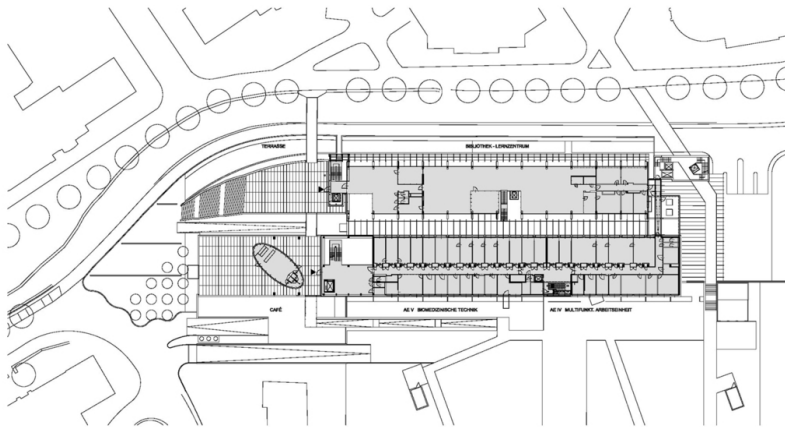 TERRASSE
BIBLIOTHEK - LERNZENTRUM
CAFÉ
AE V BIOMEDIZINISCHE TECHNIK
AE IV MULTIFUNKT. ARBEITSEINHEIT